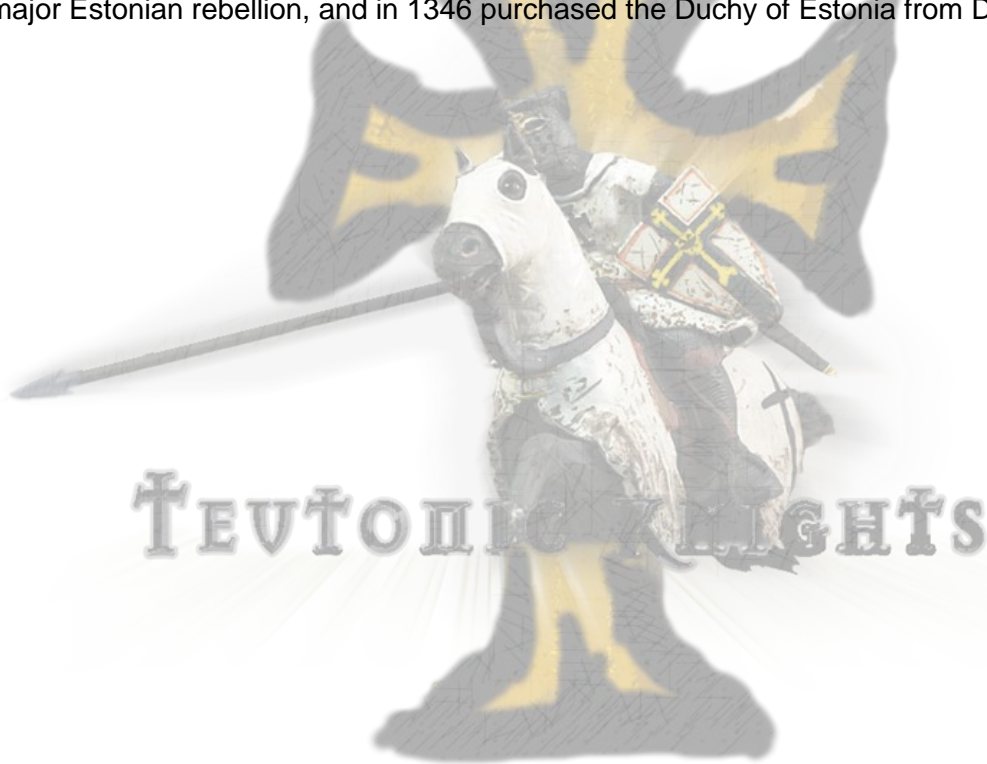 major Estonian rebellion, and in 1346 purchased the Duchy of Estonia from D
TEUTONIC KNIGHTS